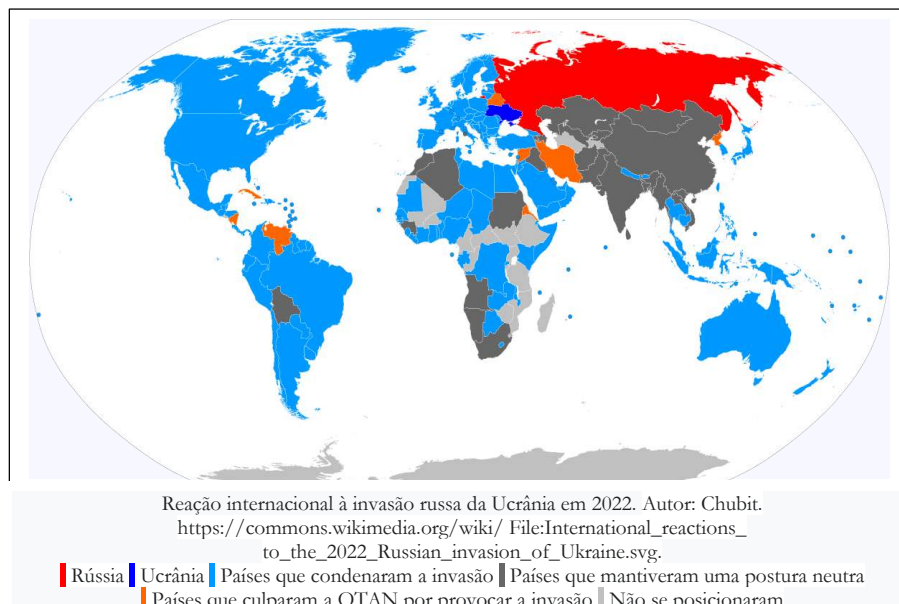 Reação internacional à invasão russa da Ucrânia em 2022. Autor: Chubit.
https://commons.wikimedia.org/wiki/ File:International_reactions_
to_the_2022_Russian_invasion_of_Ukraine.svg.
Rússia Ucrânia Países que condenaram a invasão Países que mantiveram uma postura neutra
Países que culparam a OTAN por provocar a invasão Não se posicionaram